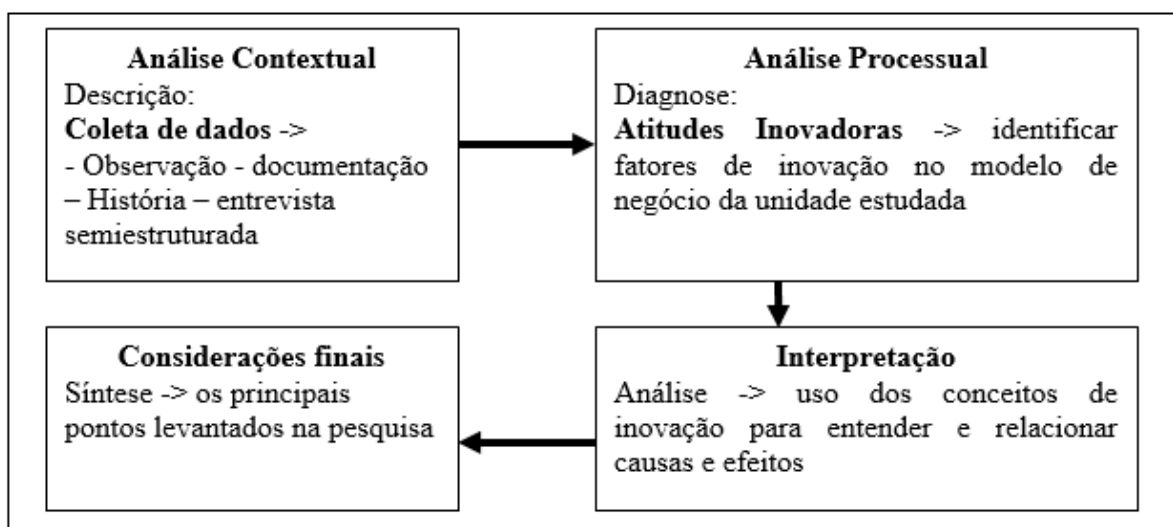 Análise Contextual
Descrição:
Coleta de dados ->
- Observação - documentação
– História – entrevista
semiestruturada
Análise Processual
Diagnose:
Atitudes Inovadoras -> identificar
fatores de inovação no modelo de
negócio da unidade estudada
Interpretação
Análise -> uso dos conceitos de
inovação para entender e relacionar
causas e efeitos
Considerações finais
Síntese -> os principais
pontos levantados na pesquisa